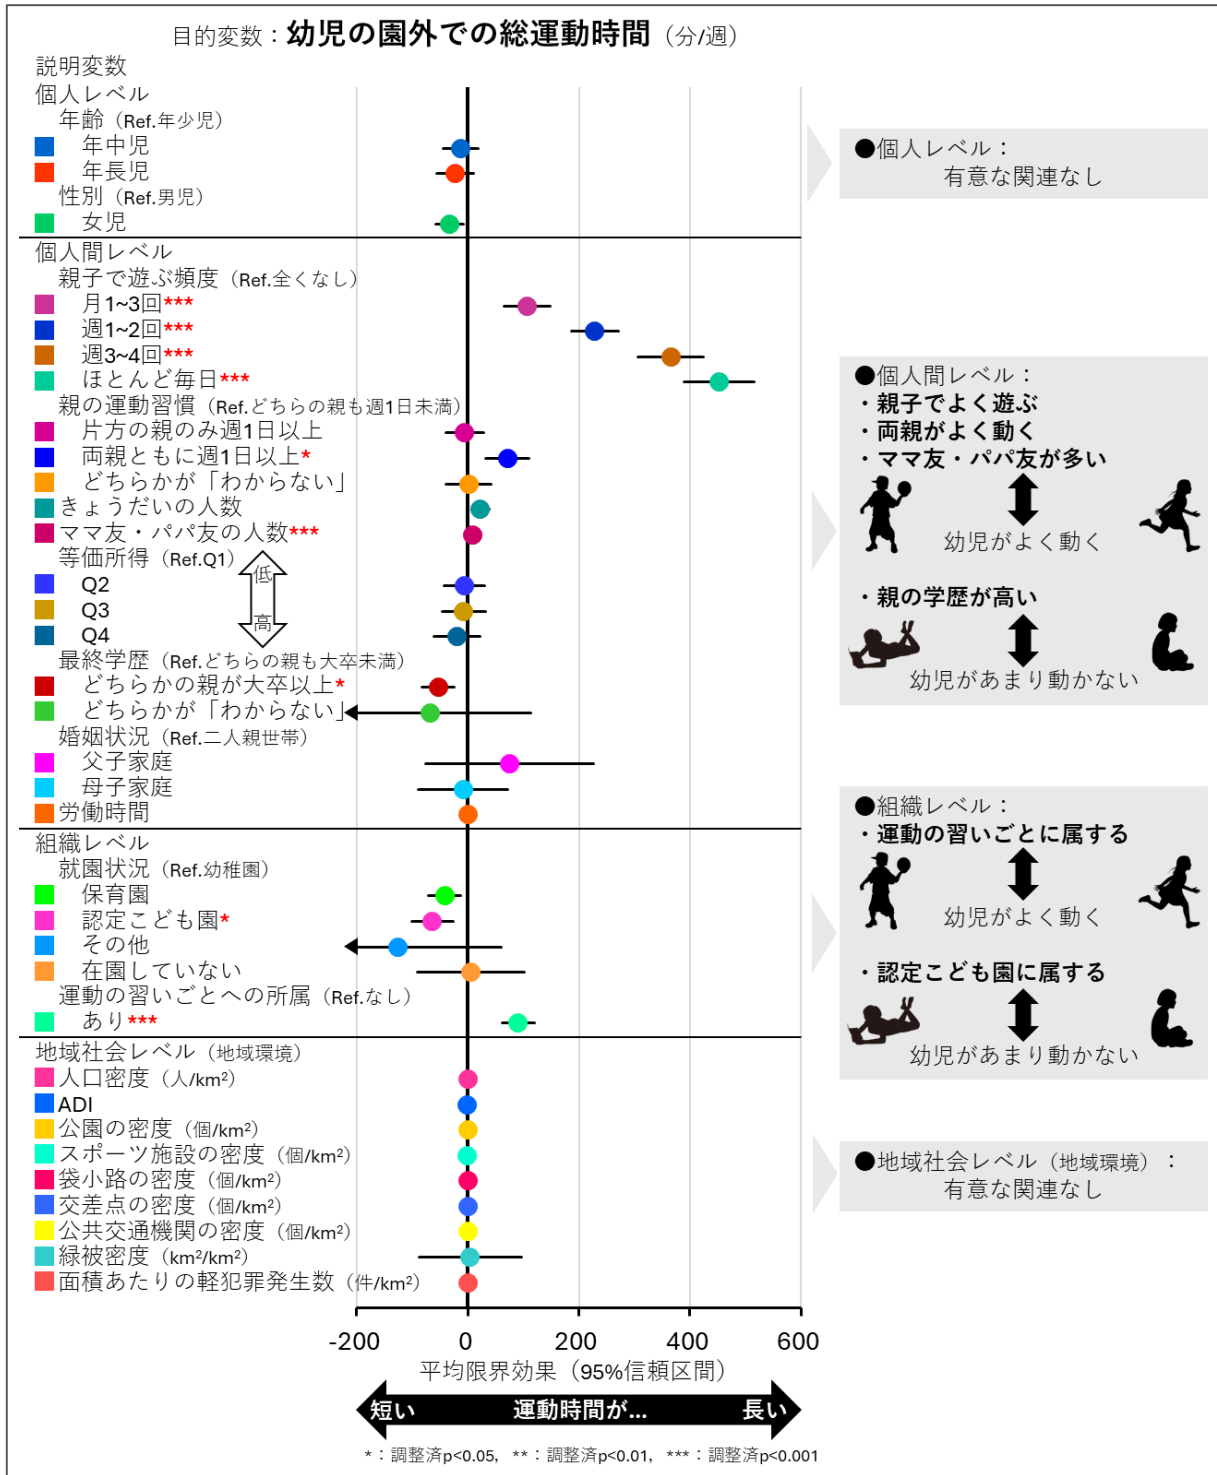 目的変数：幼児の園外での総運動時間（分/週）
説明変数
個人レベル
年齢（Ref.年少児）
年中児
年長児
性別（Ref.男児）
女児
個人間レベル
親子で遊ぶ頻度（Ref.全くなし）
月1~3回***
週1~2回***
週3~4回***
ほとんど毎日***
親の運動習慣（Ref.どちらの親も週1日未満）
片方の親のみ週1日以上
両親ともに週1日以上*
どちらかが「わからない」
きょうだいの人数
ママ友・パパ友の人数***
等価所得（Ref.Q1）
低
Q2
Q3
高
Q4
最終学歴（Ref.どちらの親も大卒未満）
どちらかの親が大卒以上*
どちらかが「わからない」
婚姻状況（Ref.二人親世帯）
父子家庭
母子家庭
労働時間
組織レベル
就園状況（Ref.幼稚園）
保育園
認定こども園*
その他
在園していない
運動の習いごとへの所属（Ref.なし）
あり***
地域社会レベル（地域環境）
人口密度（人/km²）
ADI
公園の密度（個/km²）
スポーツ施設の密度（個/km²）
袋小路の密度（個/km²）
交差点の密度（個/km²）
公共交通機関の密度（個/km²）
緑被密度（km²/km²）
面積あたりの軽犯罪発生数（件/km²）
-200 0 200 400 600
平均限界効果（95%信頼区間）
短い 運動時間が... 長い
*：調整済p<0.05, **：調整済p<0.01, ***：調整済p<0.001
●個人レベル：
有意な関連なし
●個人間レベル：
・親子でよく遊ぶ
・両親がよく動く
・ママ友・パパ友が多い
幼児がよく動く
・親の学歴が高い
幼児があまり動かない
●組織レベル：
・運動の習いごとに属する
幼児がよく動く
・認定こども園に属する
幼児があまり動かない
●地域社会レベル（地域環境）：
有意な関連なし